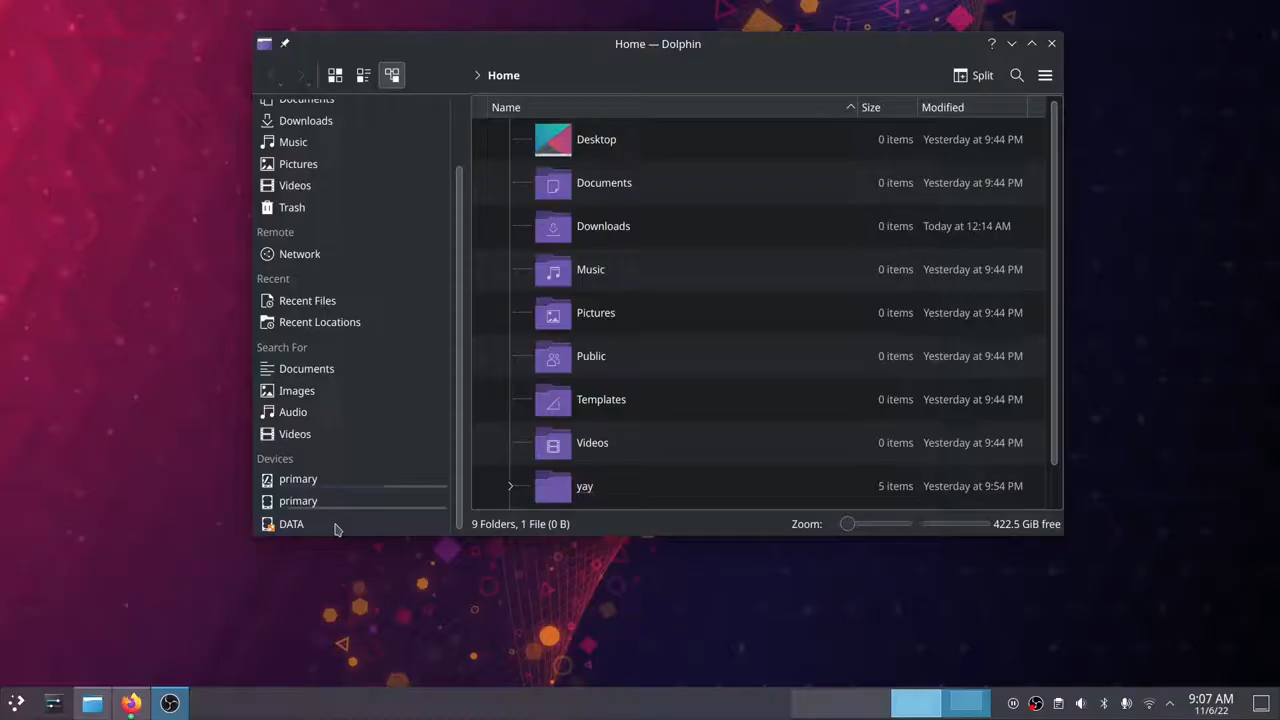 Home — Dolphin
Home
Split
Documents
Downloads
Music
Pictures
Videos
Trash
Remote
Network
Recent
Recent Files
Recent Locations
Search For
Documents
Images
Audio
Videos
Devices
primary
primary
DATA
Name Size Modified
Desktop 0 items Yesterday at 9:44 PM
Documents 0 items Yesterday at 9:44 PM
Downloads 0 items Today at 12:14 AM
Music 0 items Yesterday at 9:44 PM
Pictures 0 items Yesterday at 9:44 PM
Public 0 items Yesterday at 9:44 PM
Templates 0 items Yesterday at 9:44 PM
Videos 0 items Yesterday at 9:44 PM
yay 5 items Yesterday at 9:54 PM
9 Folders, 1 File (0 B) Zoom: 422.5 GiB free
9:07 AM
11/6/22